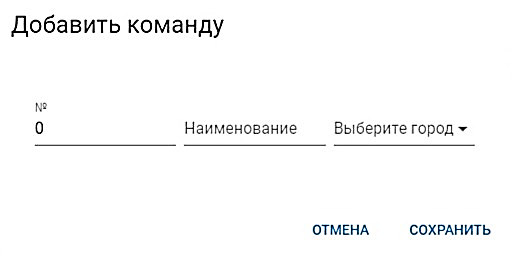 Добавить команду
№
0 Наименование Выберите город
ОТМЕНА СОХРАНИТЬ